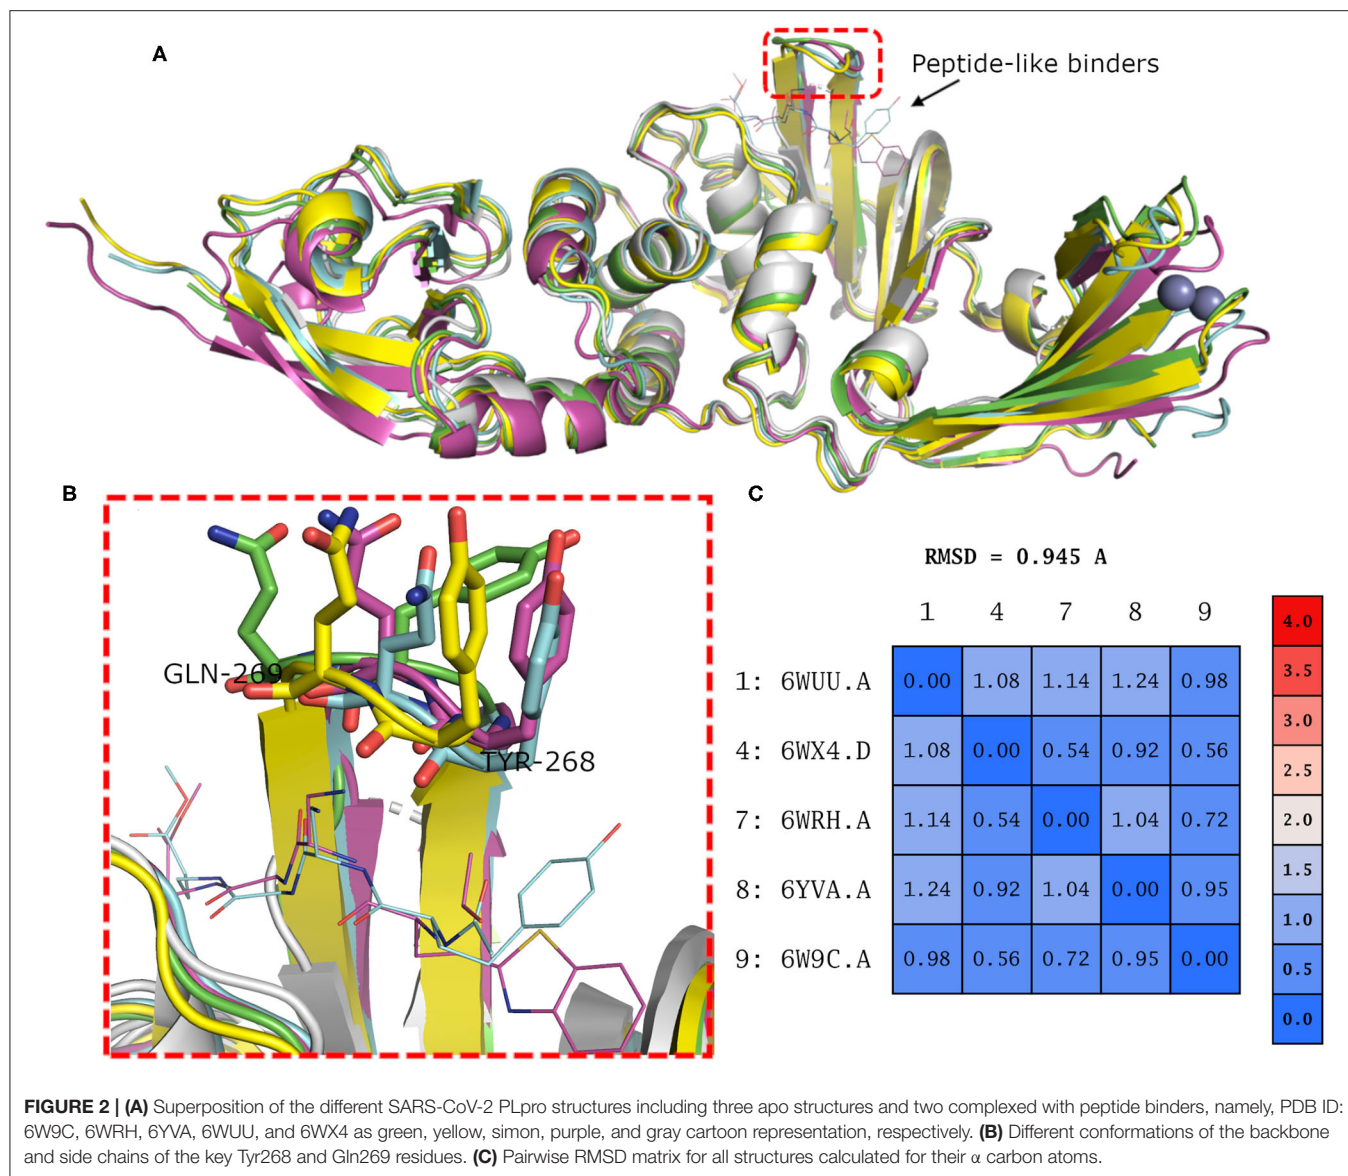 A
Peptide-like binders
B
GLN-269
TYR-268
C
RMSD = 0.945 A
1 4 7 8 9
1: 6WUU.A 0.00 1.08 1.14 1.24 0.98
4: 6WX4.D 1.08 0.00 0.54 0.92 0.56
7: 6WRH.A 1.14 0.54 0.00 1.04 0.72
8: 6YVA.A 1.24 0.92 1.04 0.00 0.95
9: 6W9C.A 0.98 0.56 0.72 0.95 0.00
4.0
3.5
3.0
2.5
2.0
1.5
1.0
0.5
0.0
FIGURE 2 | (A) Superposition of the different SARS-CoV-2 PLpro structures including three apo structures and two complexed with peptide binders, namely, PDB ID:
6W9C, 6WRH, 6YVA, 6WUU, and 6WX4 as green, yellow, simon, purple, and gray cartoon representation, respectively. (B) Different conformations of the backbone
and side chains of the key Tyr268 and Gln269 residues. (C) Pairwise RMSD matrix for all structures calculated for their α carbon atoms.